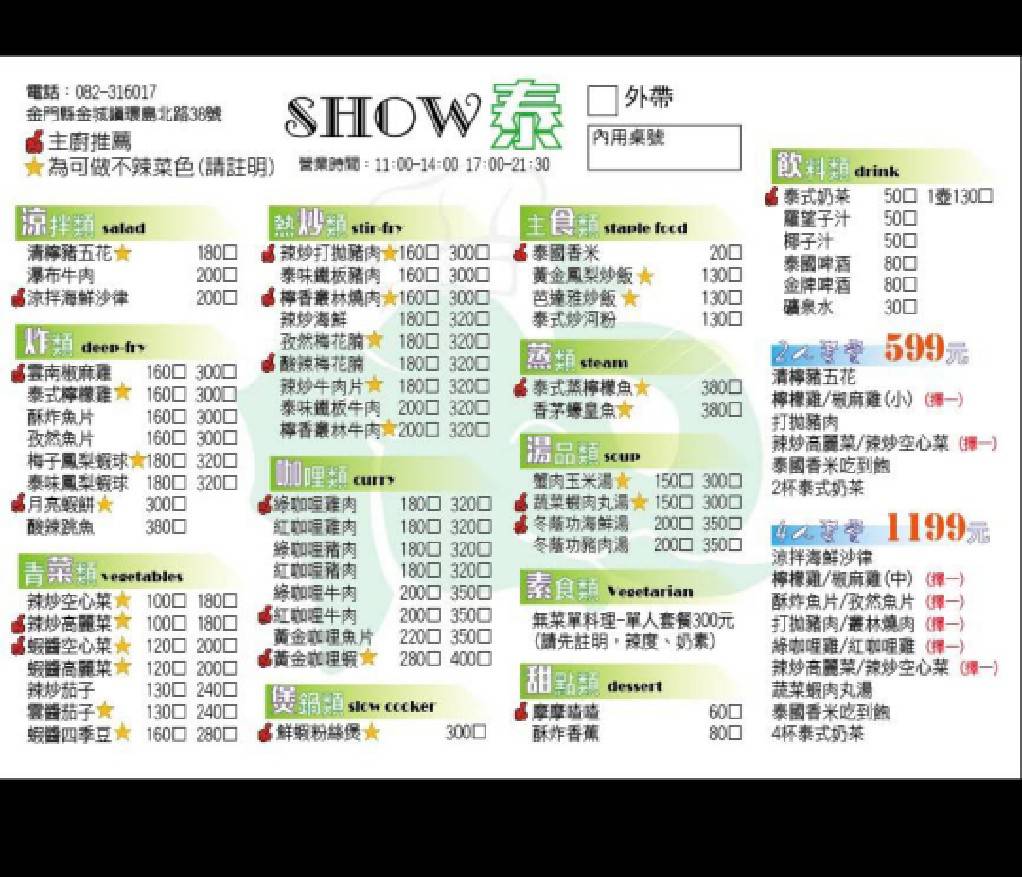 電話：082-316017
金門縣金城鎮環島北路38號
主廚推薦
為可做不辣菜色(請註明)
SHOW泰
營業時間：11:00-14:00 17:00-21:30
外帶
內用桌號
涼拌類 salad
清檸豬五花 180□
瀑布牛肉 200□
涼拌海鮮沙律 200□
炸類 deep-fry
雲南椒麻雞 160□ 300□
泰式檸檬雞 160□ 300□
酥炸魚片 160□ 300□
孜然魚片 160□ 300□
梅子鳳梨蝦球 180□ 320□
泰味鳳梨蝦球 180□ 320□
月亮蝦餅 300□
酸辣跳魚 380□
青菜類 vegetables
辣炒空心菜 100□ 180□
辣炒高麗菜 100□ 180□
蝦醬空心菜 120□ 200□
蝦醬高麗菜 120□ 200□
辣炒茄子 130□ 240□
雲醬茄子 130□ 240□
蝦醬四季豆 160□ 280□
熱炒類 stir-fry
辣炒打拋豬肉 160□ 300□
泰味鐵板豬肉 160□ 300□
檸香叢林燒肉 160□ 300□
辣炒海鮮 180□ 320□
孜然梅花腩 180□ 320□
酸辣梅花腩 180□ 320□
辣炒牛肉片 180□ 320□
泰味鐵板牛肉 200□ 320□
檸香叢林牛肉 200□ 320□
咖哩類 curry
綠咖哩雞肉 180□ 320□
紅咖哩雞肉 180□ 320□
綠咖哩豬肉 180□ 320□
紅咖哩豬肉 180□ 320□
綠咖哩牛肉 200□ 350□
紅咖哩牛肉 200□ 350□
黃金咖哩魚片 220□ 350□
黃金咖哩蝦 280□ 400□
煲鍋類 slow cocker
鮮蝦粉絲煲 300□
主食類 staple food
泰國香米 20□
黃金鳳梨炒飯 130□
芭達雅炒飯 130□
泰式炒河粉 130□
蒸類 steam
泰式蒸檸檬魚 380□
香茅蠔皇魚 380□
湯品類 soup
蟹肉玉米湯 150□ 300□
蔬菜蝦肉丸湯 150□ 300□
冬蔭功海鮮湯 200□ 350□
冬蔭功豬肉湯 200□ 350□
素食類 Vegetarian
無菜單料理-單人套餐300元
(請先註明，辣度、奶素)
甜點類 dessert
摩摩喳喳 60□
酥炸香蕉 80□
飲料類 drink
泰式奶茶 50□ 1壺130□
羅望子汁 50□
椰子汁 50□
泰國啤酒 80□
金牌啤酒 80□
礦泉水 30□
2人套餐 599元
清檸豬五花
檸檬雞/椒麻雞(小) (擇一)
打拋豬肉
辣炒高麗菜/辣炒空心菜 (擇一)
泰國香米吃到飽
2杯泰式奶茶
4人套餐 1199元
涼拌海鮮沙律
檸檬雞/椒麻雞(中) (擇一)
酥炸魚片/孜然魚片 (擇一)
打拋豬肉/叢林燒肉 (擇一)
綠咖哩雞/紅咖哩雞 (擇一)
辣炒高麗菜/辣炒空心菜 (擇一)
蔬菜蝦肉丸湯
泰國香米吃到飽
4杯泰式奶茶